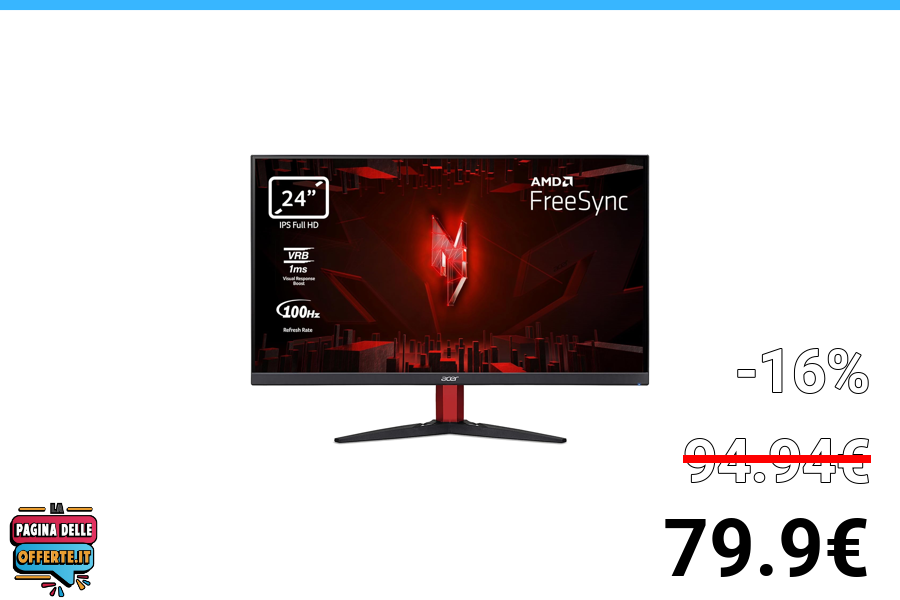 24”
IPS Full HD
VRB
1ms
Visual Response
Boost
100Hz
Refresh Rate
AMD
FreeSync
acer
-16%
94.94€
79.9€
LA
PAGINA DELLE
OFFERTE.IT